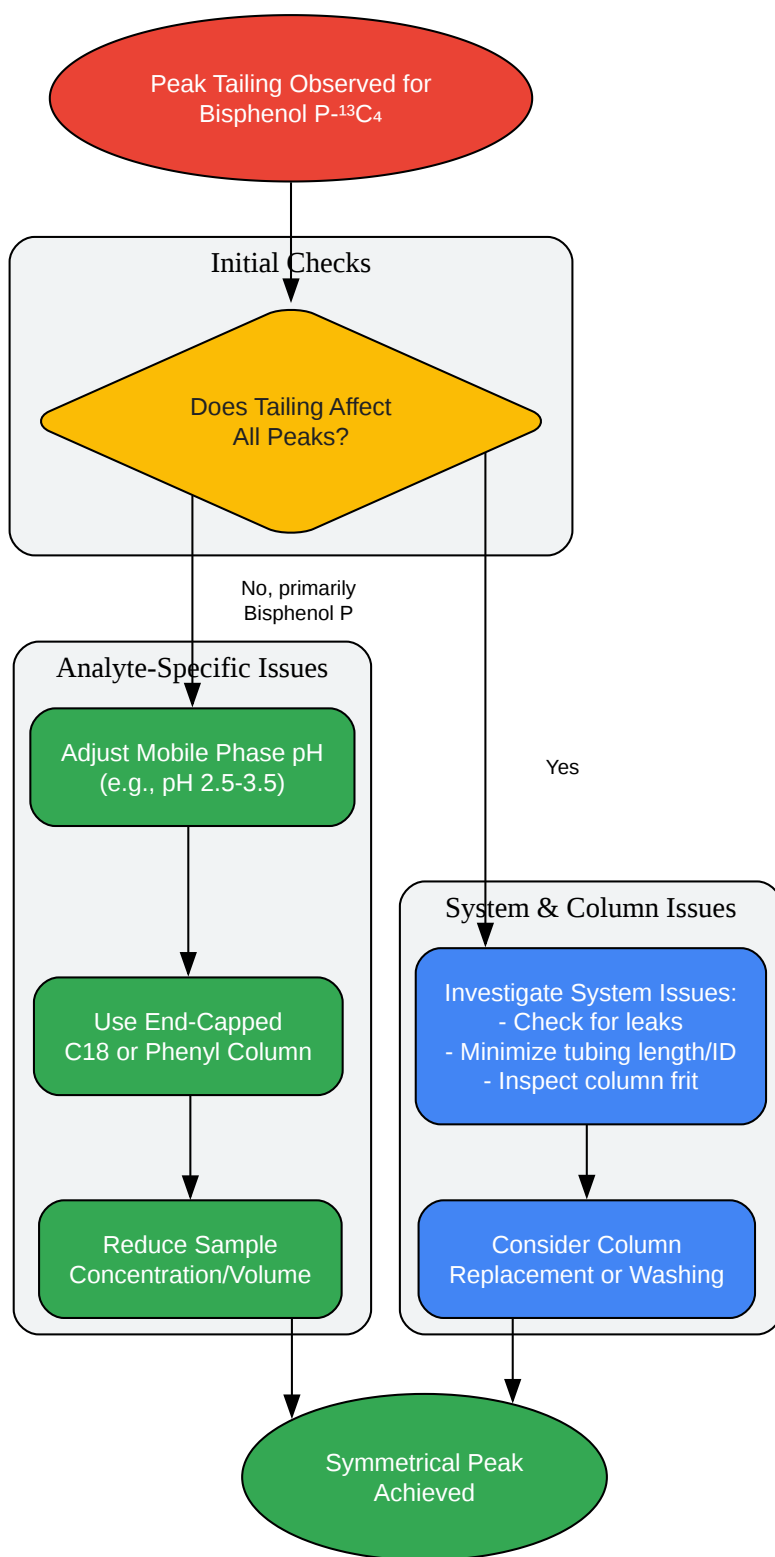 Peak Tailing Observed for
Bisphenol P-¹³C₄
Initial Checks
Does Tailing Affect
All Peaks?
No, primarily
Bisphenol P
Yes
Analyte-Specific Issues
Adjust Mobile Phase pH
(e.g., pH 2.5-3.5)
Use End-Capped
C18 or Phenyl Column
Reduce Sample
Concentration/Volume
System & Column Issues
Investigate System Issues:
- Check for leaks
- Minimize tubing length/ID
- Inspect column frit
Consider Column
Replacement or Washing
Symmetrical Peak
Achieved